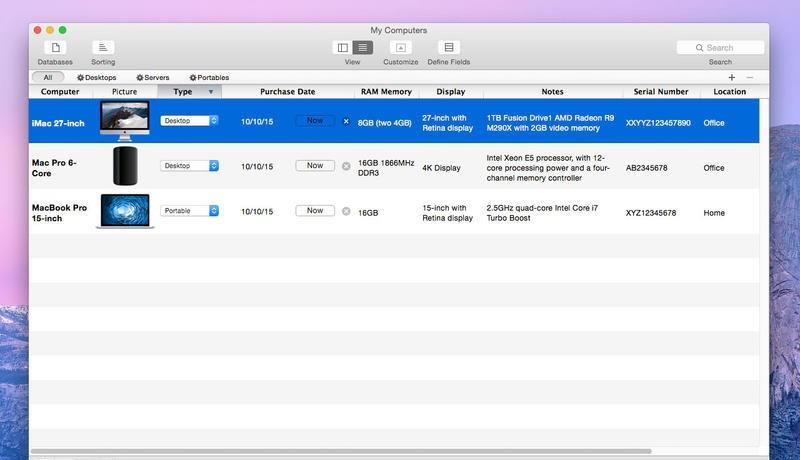 My Computers
Databases Sorting View Customize Define Fields Search
Search
All Desktops Servers Portables
Computer Picture Type Purchase Date RAM Memory Display Notes Serial Number Location
iMac 27-inch Desktop 10/10/15 Now 8GB (two 4GB) 27-inch with Retina display 1TB Fusion Drive1 AMD Radeon R9 M290X with 2GB video memory XXYYZ1234567890 Office
Mac Pro 6-Core Desktop 10/10/15 Now 16GB 1866MHz DDR3 4K Display Intel Xeon E5 processor, with 12-core processing power and a four-channel memory controller AB2345678 Office
MacBook Pro 15-inch Portable 10/10/15 Now 16GB 15-inch with Retina display 2.5GHz quad-core Intel Core i7 Turbo Boost XYZ12345678 Home